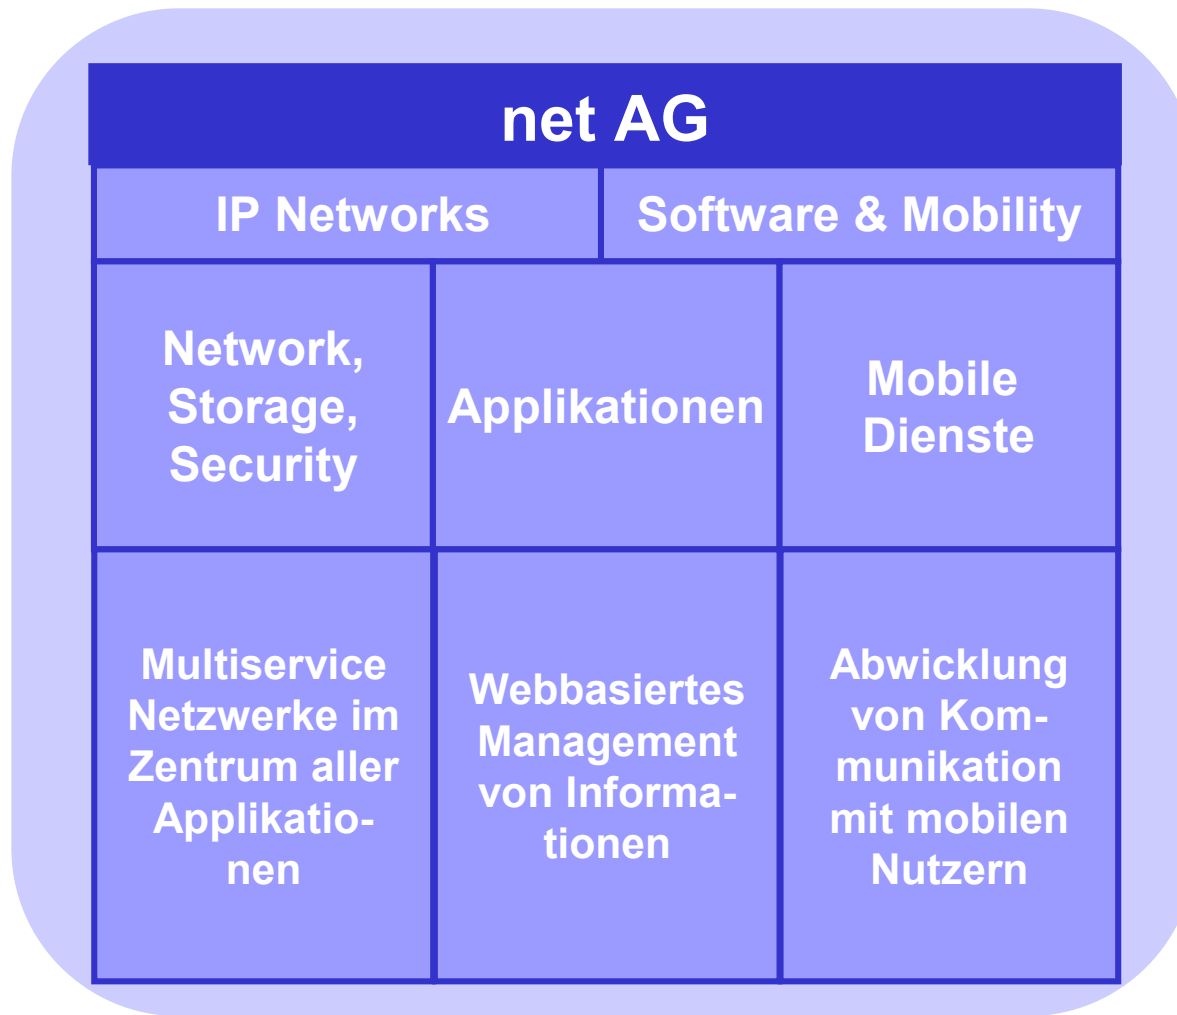 net AG
IP Networks
Software & Mobility
Network,
Storage,
Security
Applikationen
Mobile
Dienste
Multiservice
Netzwerke im
Zentrum aller
Applikatio-
nen
Webbasiertes
Management
von Informa-
tionen
Abwicklung
von Kom-
munikation
mit mobilen
Nutzern